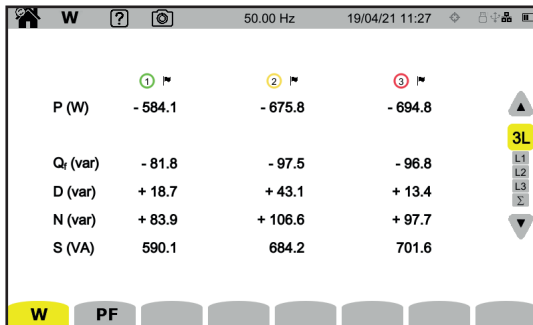 W ? 50.00 Hz 19/04/21 11:27
1 2 3
P (W) - 584.1 - 675.8 - 694.8
3L
Qf (var) - 81.8 - 97.5 - 96.8
L1
L2
D (var) + 18.7 + 43.1 + 13.4
L3
Σ
N (var) + 83.9 + 106.6 + 97.7
S (VA) 590.1 684.2 701.6
W PF